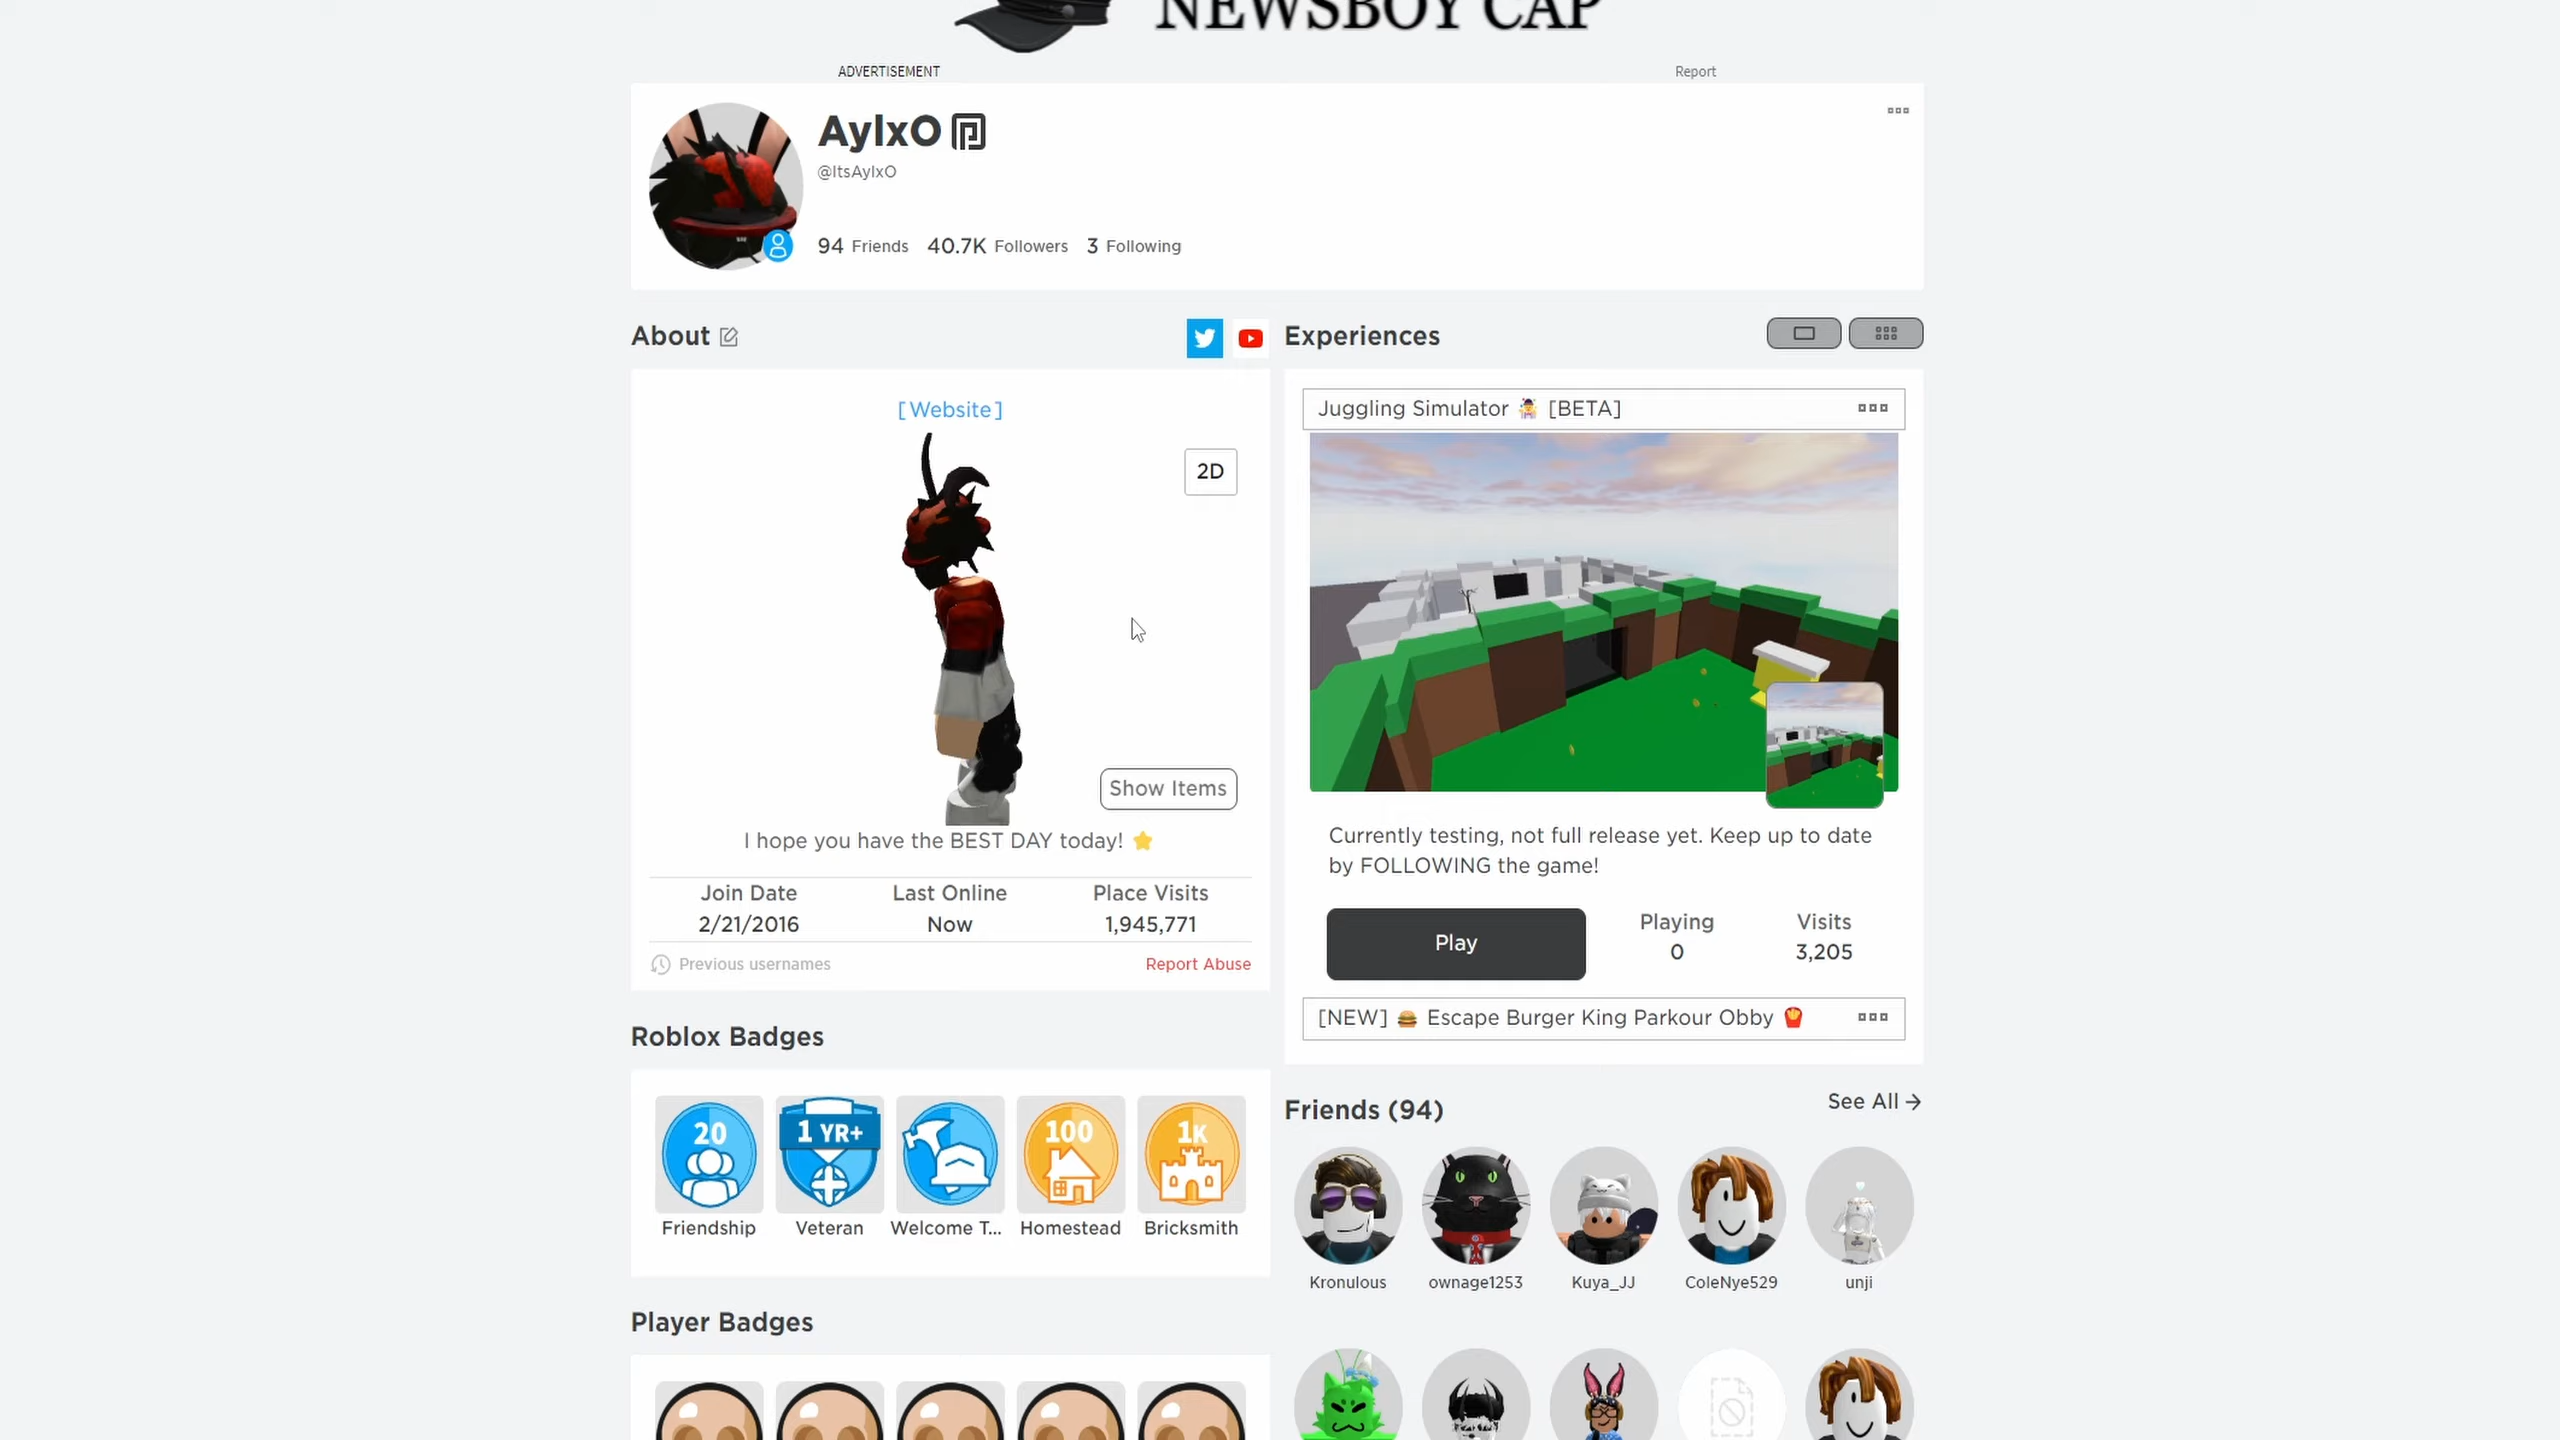 NEWSBOY CAP
ADVERTISEMENT
Report
AylxO
@ItsAylxO
94 Friends 40.7K Followers 3 Following
About
[Website]
2D
Show Items
I hope you have the BEST DAY today! ⭐
Join Date Last Online Place Visits
2/21/2016 Now 1,945,771
Previous usernames Report Abuse
Roblox Badges
20
1 YR+
100
1K
Friendship Veteran Welcome T... Homestead Bricksmith
Player Badges
Experiences
Juggling Simulator 🤹 [BETA]
Currently testing, not full release yet. Keep up to date
by FOLLOWING the game!
Play
Playing Visits
0 3,205
[NEW] 🍔 Escape Burger King Parkour Obby 🍟
Friends (94) See All →
Kronulous ownage1253 Kuya_JJ ColeNye529 unji